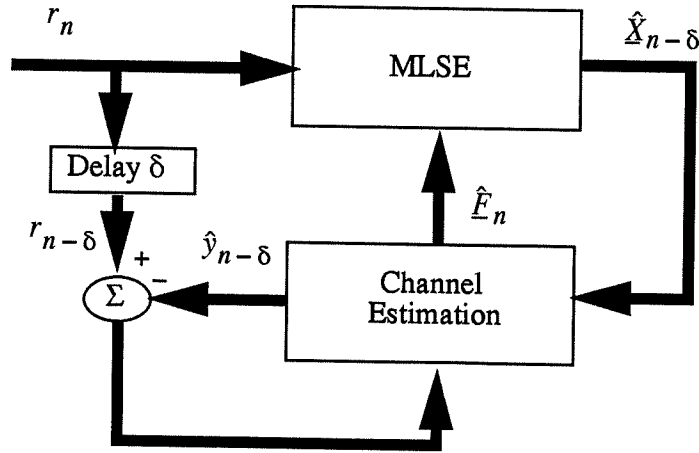 r_n
MLSE
X̂_{n−δ}
Delay δ
F̂_n
r_{n−δ}
+
ŷ_{n−δ}
−
Σ
Channel
Estimation